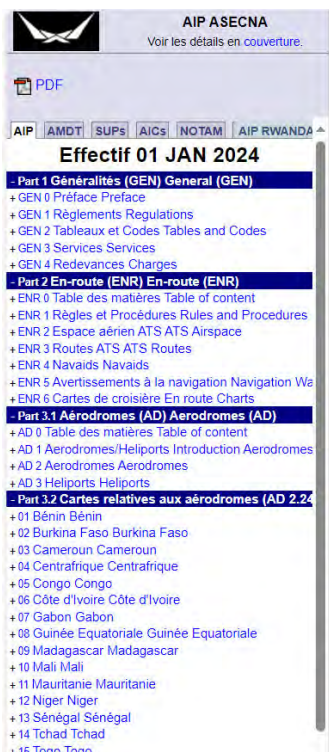 AIP ASECNA
Voir les détails en couverture.
PDF
AIP AMDT SUPs AICs NOTAM AIP RWANDA
Effectif 01 JAN 2024
- Part 1 Généralités (GEN) General (GEN)
+ GEN 0 Préface Preface
+ GEN 1 Règlements Regulations
+ GEN 2 Tableaux et Codes Tables and Codes
+ GEN 3 Services Services
+ GEN 4 Redevances Charges
- Part 2 En-route (ENR) En-route (ENR)
+ ENR 0 Table des matières Table of content
+ ENR 1 Règles et Procédures Rules and Procedures
+ ENR 2 Espace aérien ATS ATS Airspace
+ ENR 3 Routes ATS ATS Routes
+ ENR 4 Navaids Navaids
+ ENR 5 Avertissements à la navigation Navigation Wa
+ ENR 6 Cartes de croisière En route Charts
- Part 3.1 Aérodromes (AD) Aerodromes (AD)
+ AD 0 Table des matières Table of content
+ AD 1 Aerodromes/Heliports Introduction Aerodromes
+ AD 2 Aerodromes Aerodromes
+ AD 3 Heliports Heliports
- Part 3.2 Cartes relatives aux aérodromes (AD 2.24
+ 01 Bénin Bénin
+ 02 Burkina Faso Burkina Faso
+ 03 Cameroun Cameroun
+ 04 Centrafrique Centrafrique
+ 05 Congo Congo
+ 06 Côte d'Ivoire Côte d'Ivoire
+ 07 Gabon Gabon
+ 08 Guinée Equatoriale Guinée Equatoriale
+ 09 Madagascar Madagascar
+ 10 Mali Mali
+ 11 Mauritanie Mauritanie
+ 12 Niger Niger
+ 13 Sénégal Sénégal
+ 14 Tchad Tchad
+ 15 Togo Togo